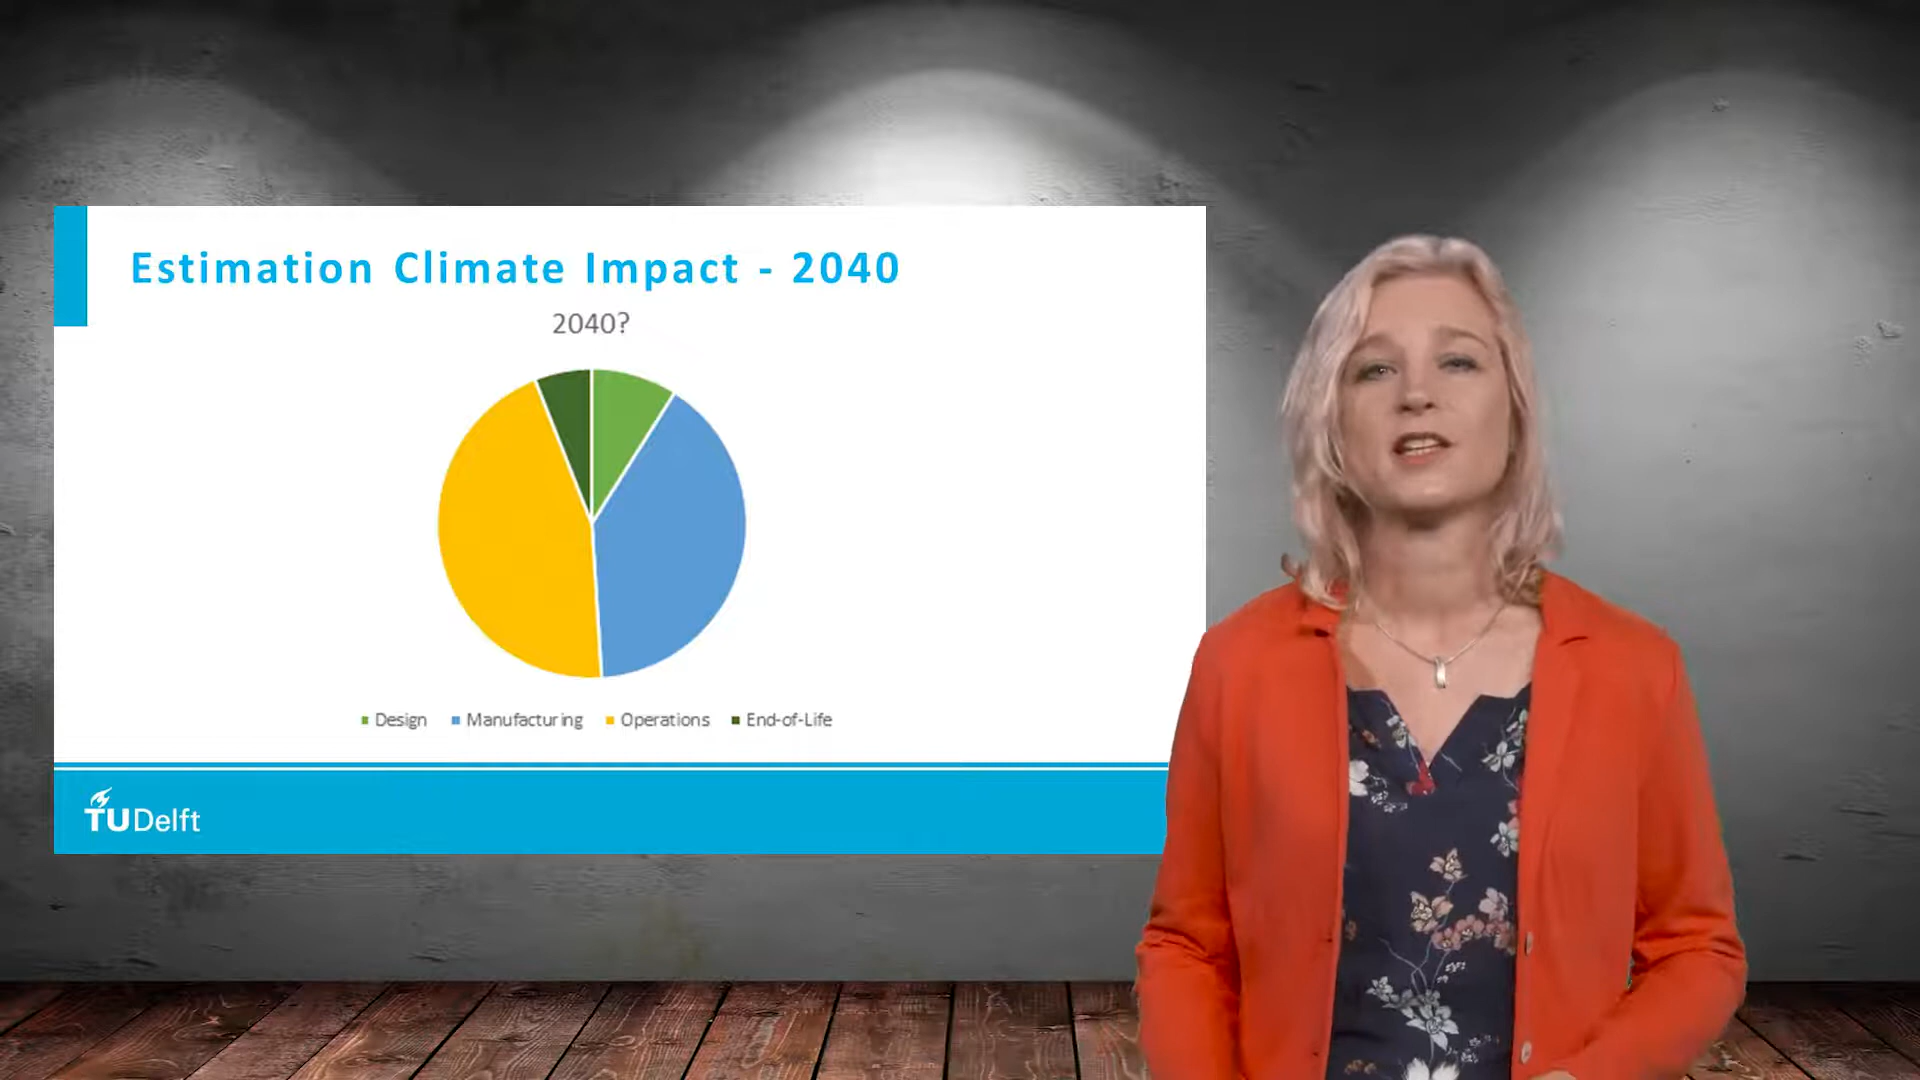 Estimation Climate Impact - 2040
2040?
Design Manufacturing Operations End-of-Life
TUDelft